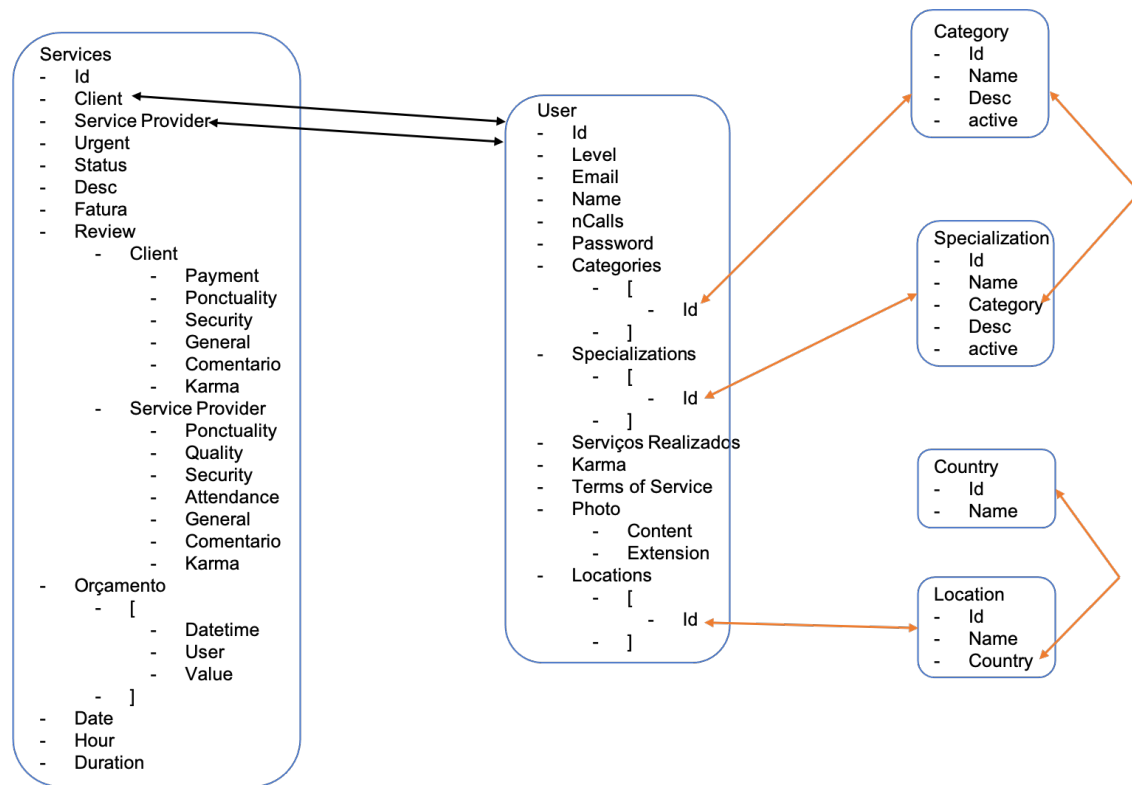 Services
- Id
- Client
- Service Provider
- Urgent
- Status
- Desc
- Fatura
- Review
- Client
- Payment
- Ponctuality
- Security
- General
- Comentario
- Karma
- Service Provider
- Ponctuality
- Quality
- Security
- Attendance
- General
- Comentario
- Karma
- Orçamento
- [
- Datetime
- User
- Value
- ]
- Date
- Hour
- Duration
User
- Id
- Level
- Email
- Name
- nCalls
- Password
- Categories
- [
- Id
- ]
- Specializations
- [
- Id
- ]
- Serviços Realizados
- Karma
- Terms of Service
- Photo
- Content
- Extension
- Locations
- [
- Id
- ]
Category
- Id
- Name
- Desc
- active
Specialization
- Id
- Name
- Category
- Desc
- active
Country
- Id
- Name
Location
- Id
- Name
- Country